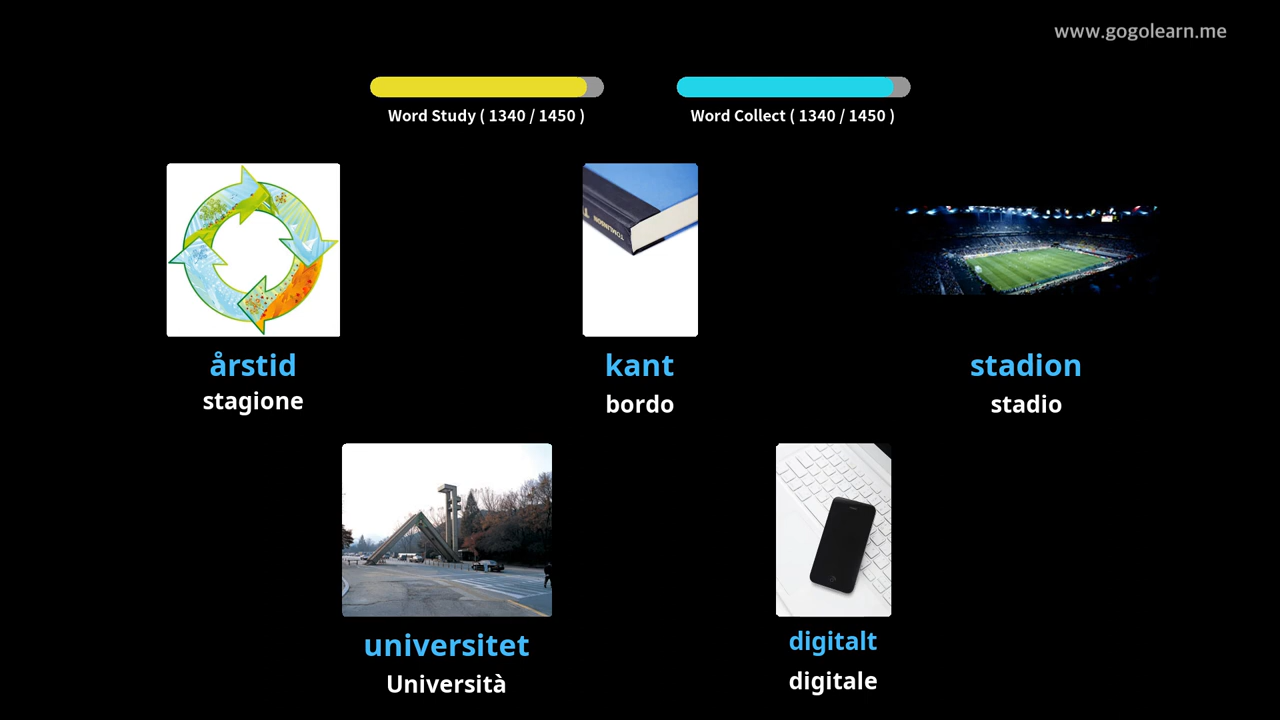 www.gogolearn.me
Word Study ( 1340 / 1450 )
Word Collect ( 1340 / 1450 )
TOMLINSON
årstid
stagione
kant
bordo
stadion
stadio
universitet
Università
digitalt
digitale